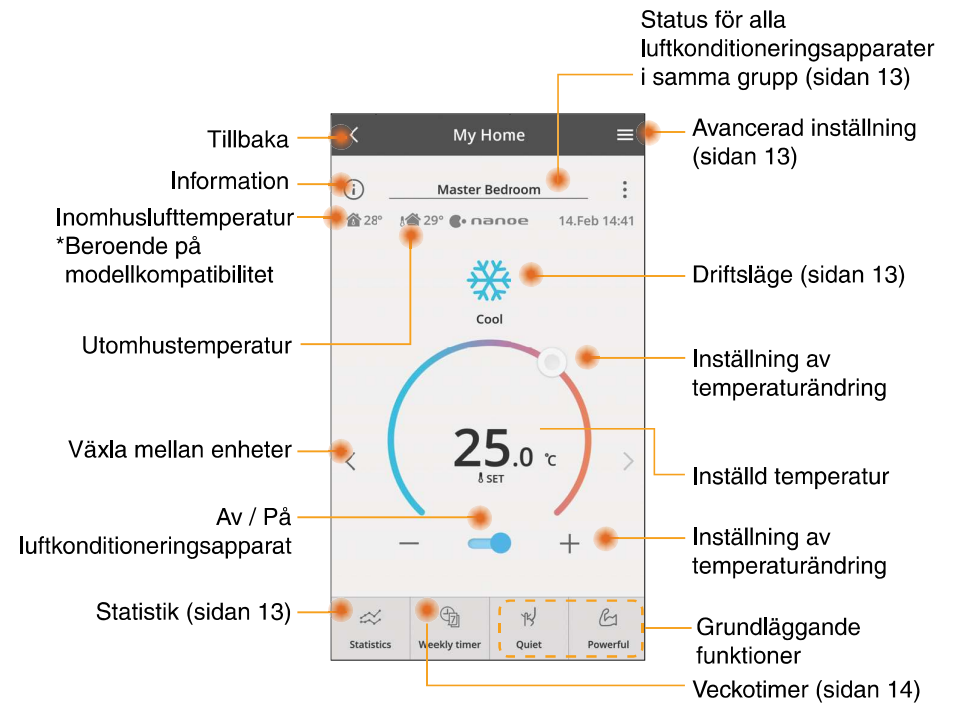 Status för alla
luftkonditioneringsapparater
i samma grupp (sidan 13)
Tillbaka
My Home
Avancerad inställning
(sidan 13)
Information
Master Bedroom
Inomhuslufttemperatur
*Beroende på
modellkompatibilitet
28° 29° nanoe 14.Feb 14:41
Driftsläge (sidan 13)
Cool
Utomhustemperatur
Inställning av
temperaturändring
Växla mellan enheter
25.0 °C
SET
Inställd temperatur
Av / På
luftkonditioneringsapparat
Inställning av
temperaturändring
Statistik (sidan 13)
7
Statistics Weekly timer Quiet Powerful
Grundläggande
funktioner
Veckotimer (sidan 14)